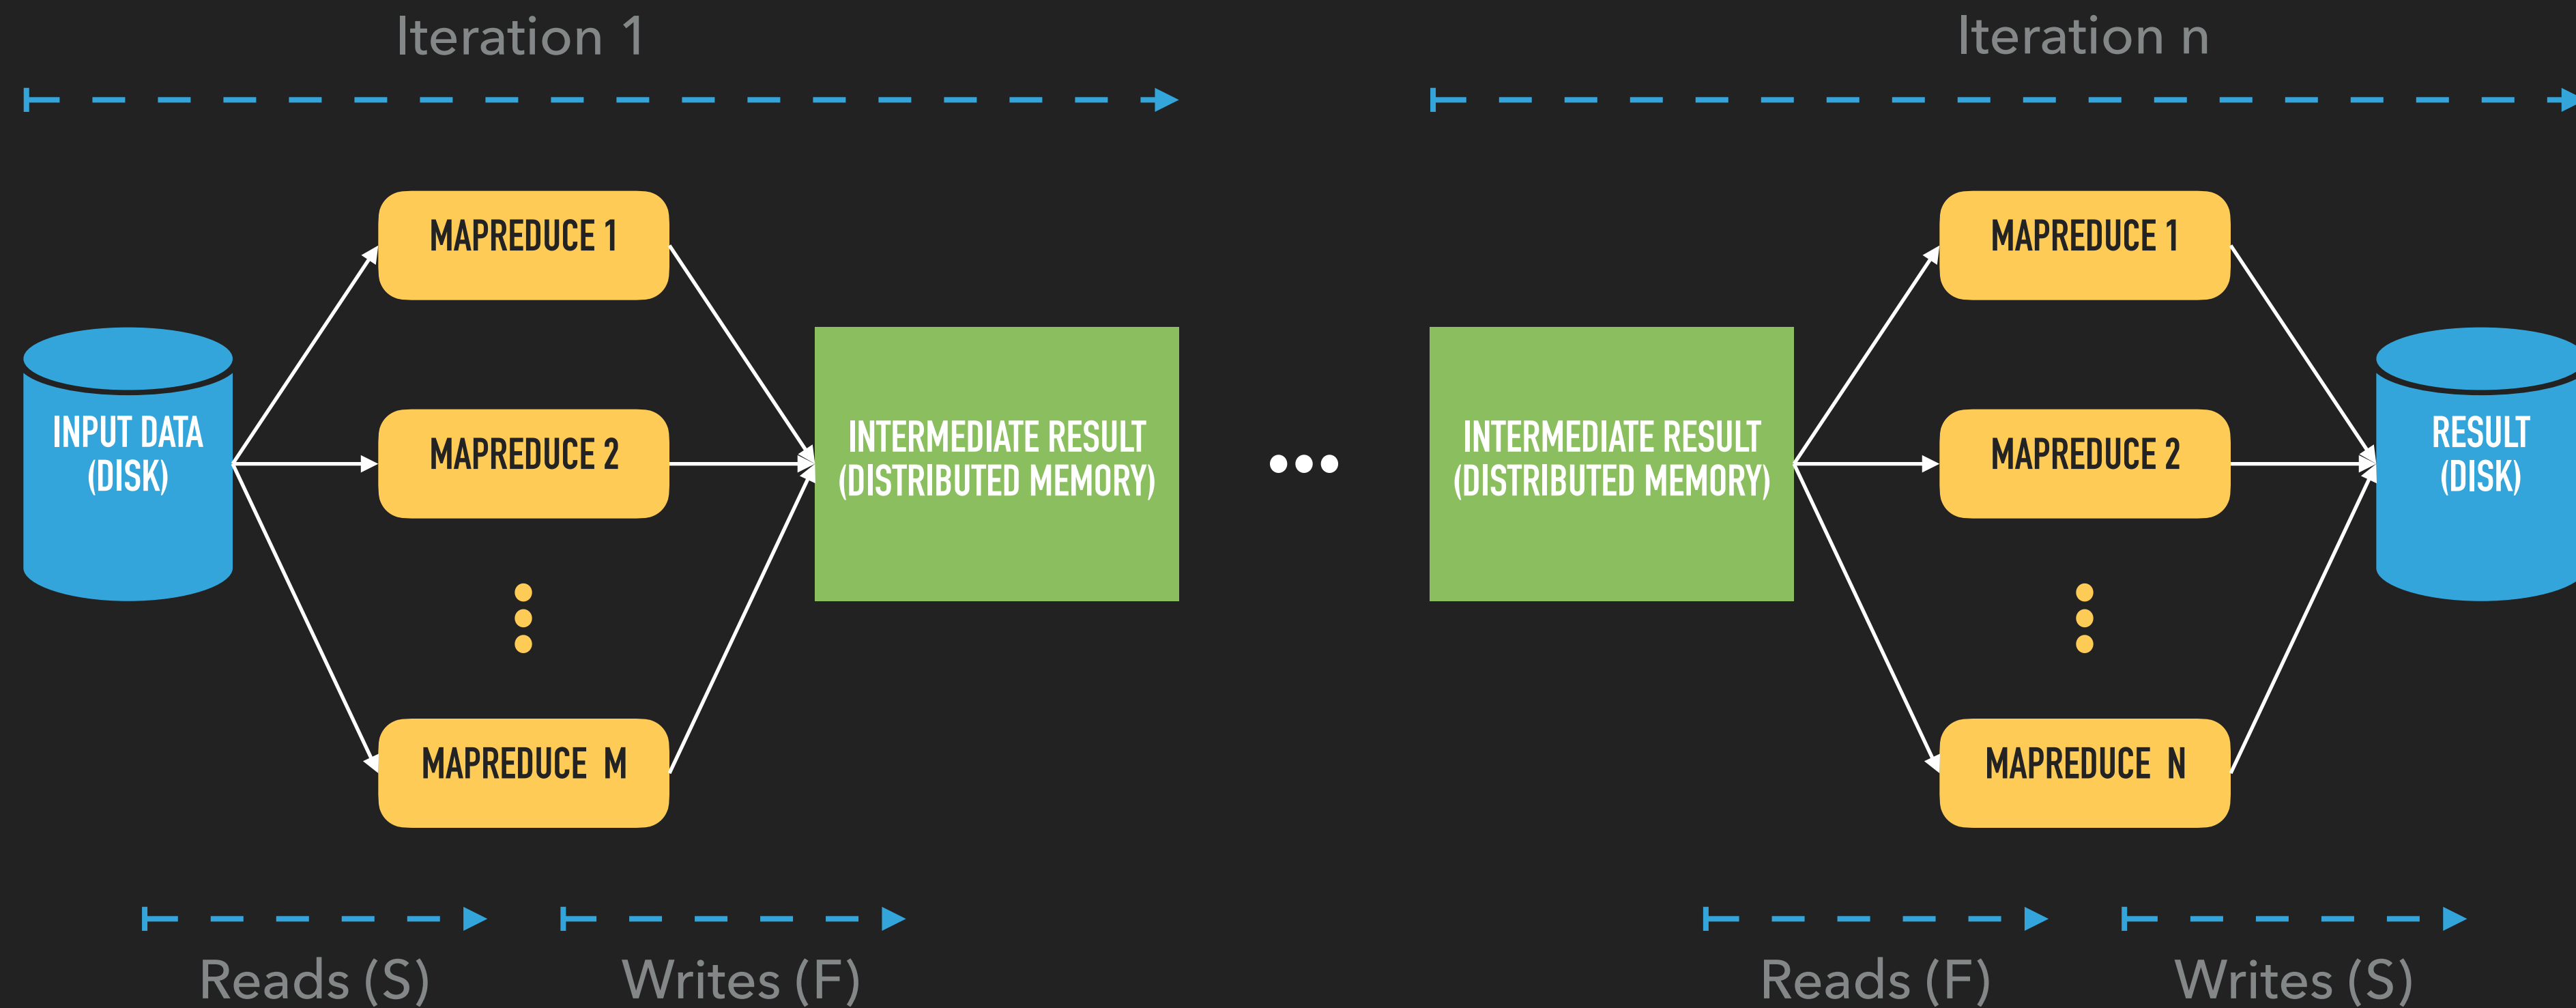 Iteration 1
Iteration n
MAPREDUCE 1
MAPREDUCE 1
INPUT DATA
(DISK)
MAPREDUCE 2
INTERMEDIATE RESULT
(DISTRIBUTED MEMORY)
INTERMEDIATE RESULT
(DISTRIBUTED MEMORY)
MAPREDUCE 2
RESULT
(DISK)
MAPREDUCE M
MAPREDUCE N
Reads (S)
Writes (F)
Reads (F)
Writes (S)